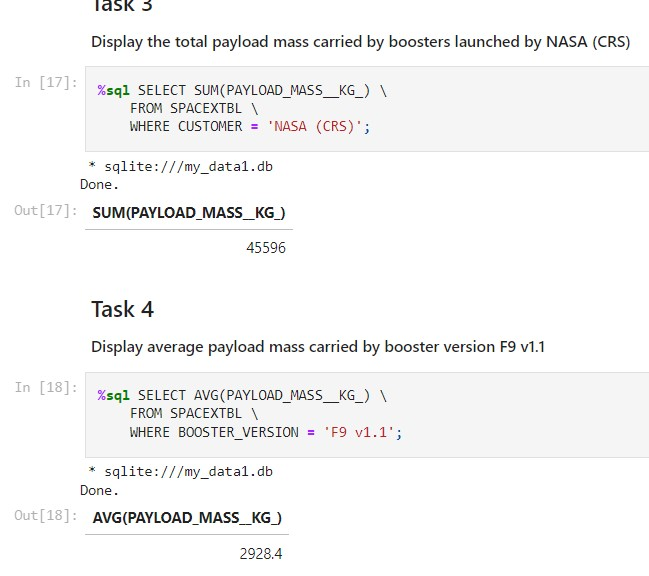 Task 3
Display the total payload mass carried by boosters launched by NASA (CRS)
In [17]: %sql SELECT SUM(PAYLOAD_MASS__KG_) \
FROM SPACEXTBL \
WHERE CUSTOMER = 'NASA (CRS)';
* sqlite:///my_data1.db
Done.
Out[17]: SUM(PAYLOAD_MASS__KG_)
45596
Task 4
Display average payload mass carried by booster version F9 v1.1
In [18]: %sql SELECT AVG(PAYLOAD_MASS__KG_) \
FROM SPACEXTBL \
WHERE BOOSTER_VERSION = 'F9 v1.1';
* sqlite:///my_data1.db
Done.
Out[18]: AVG(PAYLOAD_MASS__KG_)
2928.4